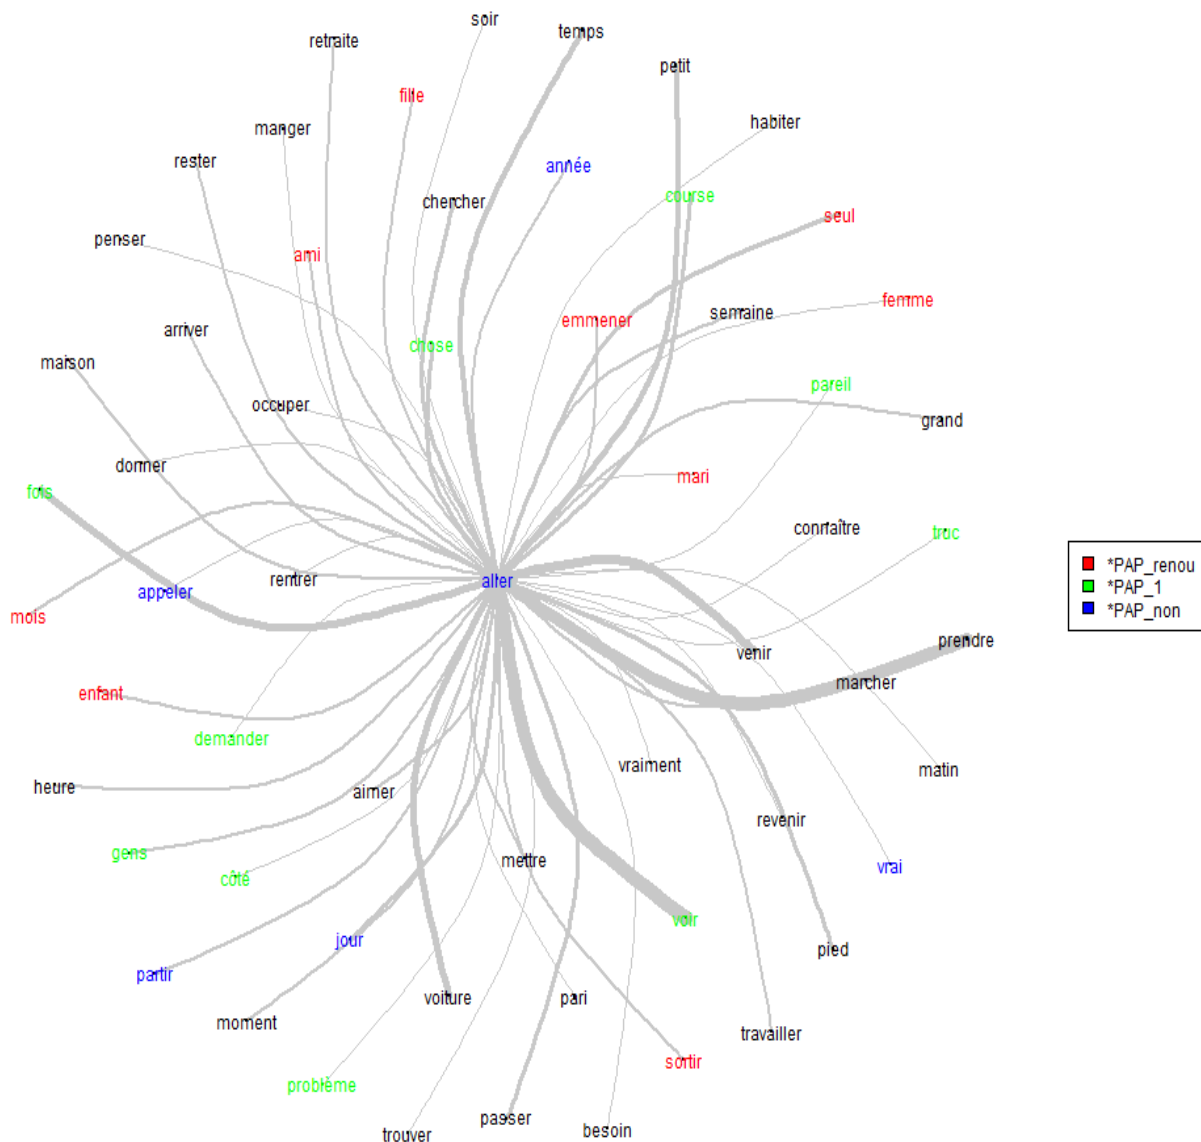 soir
temps
retraite
petit
fille
habiter
manger
rester
année
chercher
course
seul
penser
ami
femme
semaine
emmener
arriver
chose
maison
pareil
occuper
grand
donner
mari
fois
connaître
truc
rentrer
aller
appeler
mois
*PAP_renou
*PAP_1
*PAP_non
prendre
venir
marcher
enfant
demander
vraiment
matin
heure
aimer
revenir
gens
mettre
vrai
côté
voir
jour
pied
partir
voiture
pari
moment
travailler
sortir
problème
passer
besoin
trouver